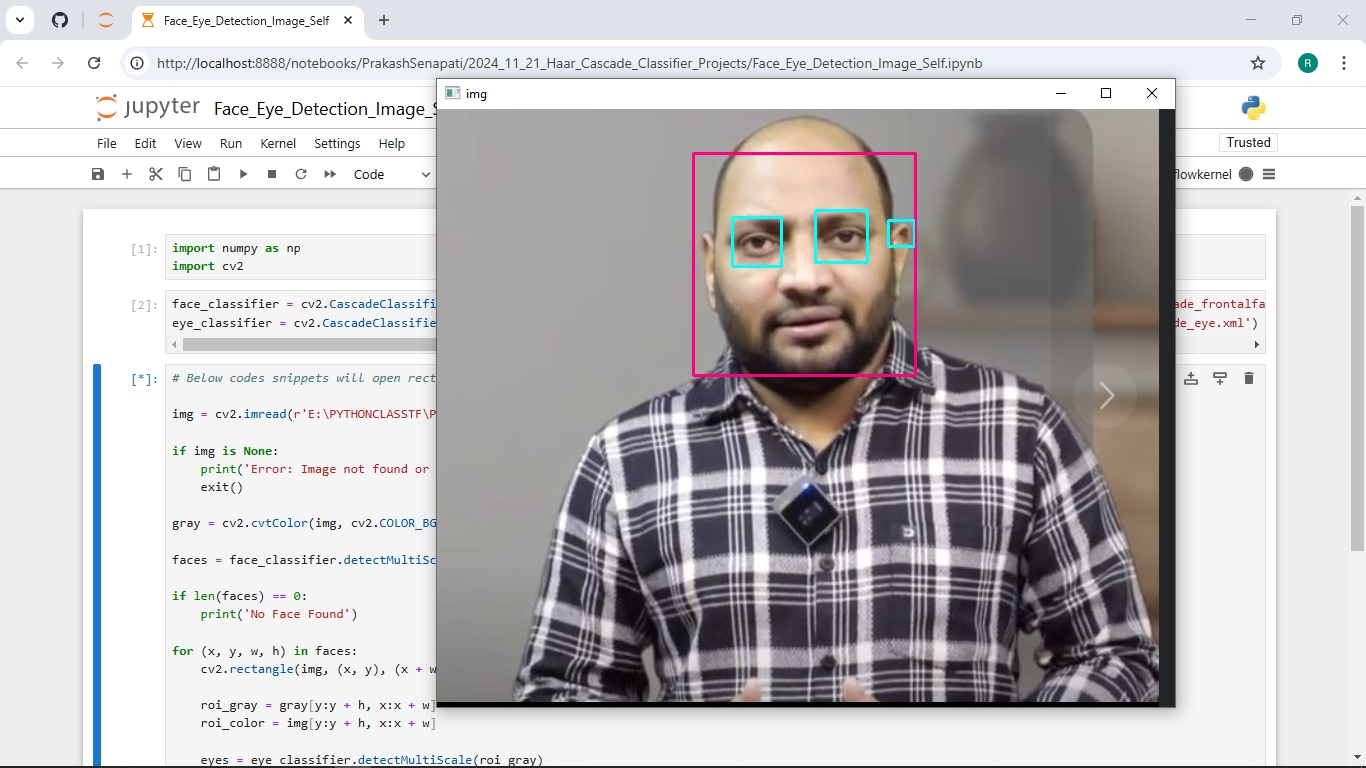 Face_Eye_Detection_Image_Self
http://localhost:8888/notebooks/PrakashSenapati/2024_11_21_Haar_Cascade_Classifier_Projects/Face_Eye_Detection_Image_Self.ipynb
R
img
jupyter Face_Eye_Detection_Image_S
File Edit View Run Kernel Settings Help
Trusted
Code
flowkernel
[1]: import numpy as np
import cv2
[2]: face_classifier = cv2.CascadeClassifi
ade_frontalfa
eye_classifier = cv2.CascadeClassifie
de_eye.xml')
[*]: # Below codes snippets will open rect
img = cv2.imread(r'E:\PYTHONCLASSTF\P
if img is None:
print('Error: Image not found or
exit()
gray = cv2.cvtColor(img, cv2.COLOR_BG
faces = face_classifier.detectMultiSc
if len(faces) == 0:
print('No Face Found')
for (x, y, w, h) in faces:
cv2.rectangle(img, (x, y), (x + w
roi_gray = gray[y:y + h, x:x + w]
roi_color = img[y:y + h, x:x + w]
eyes = eye_classifier.detectMultiScale(roi_gray)